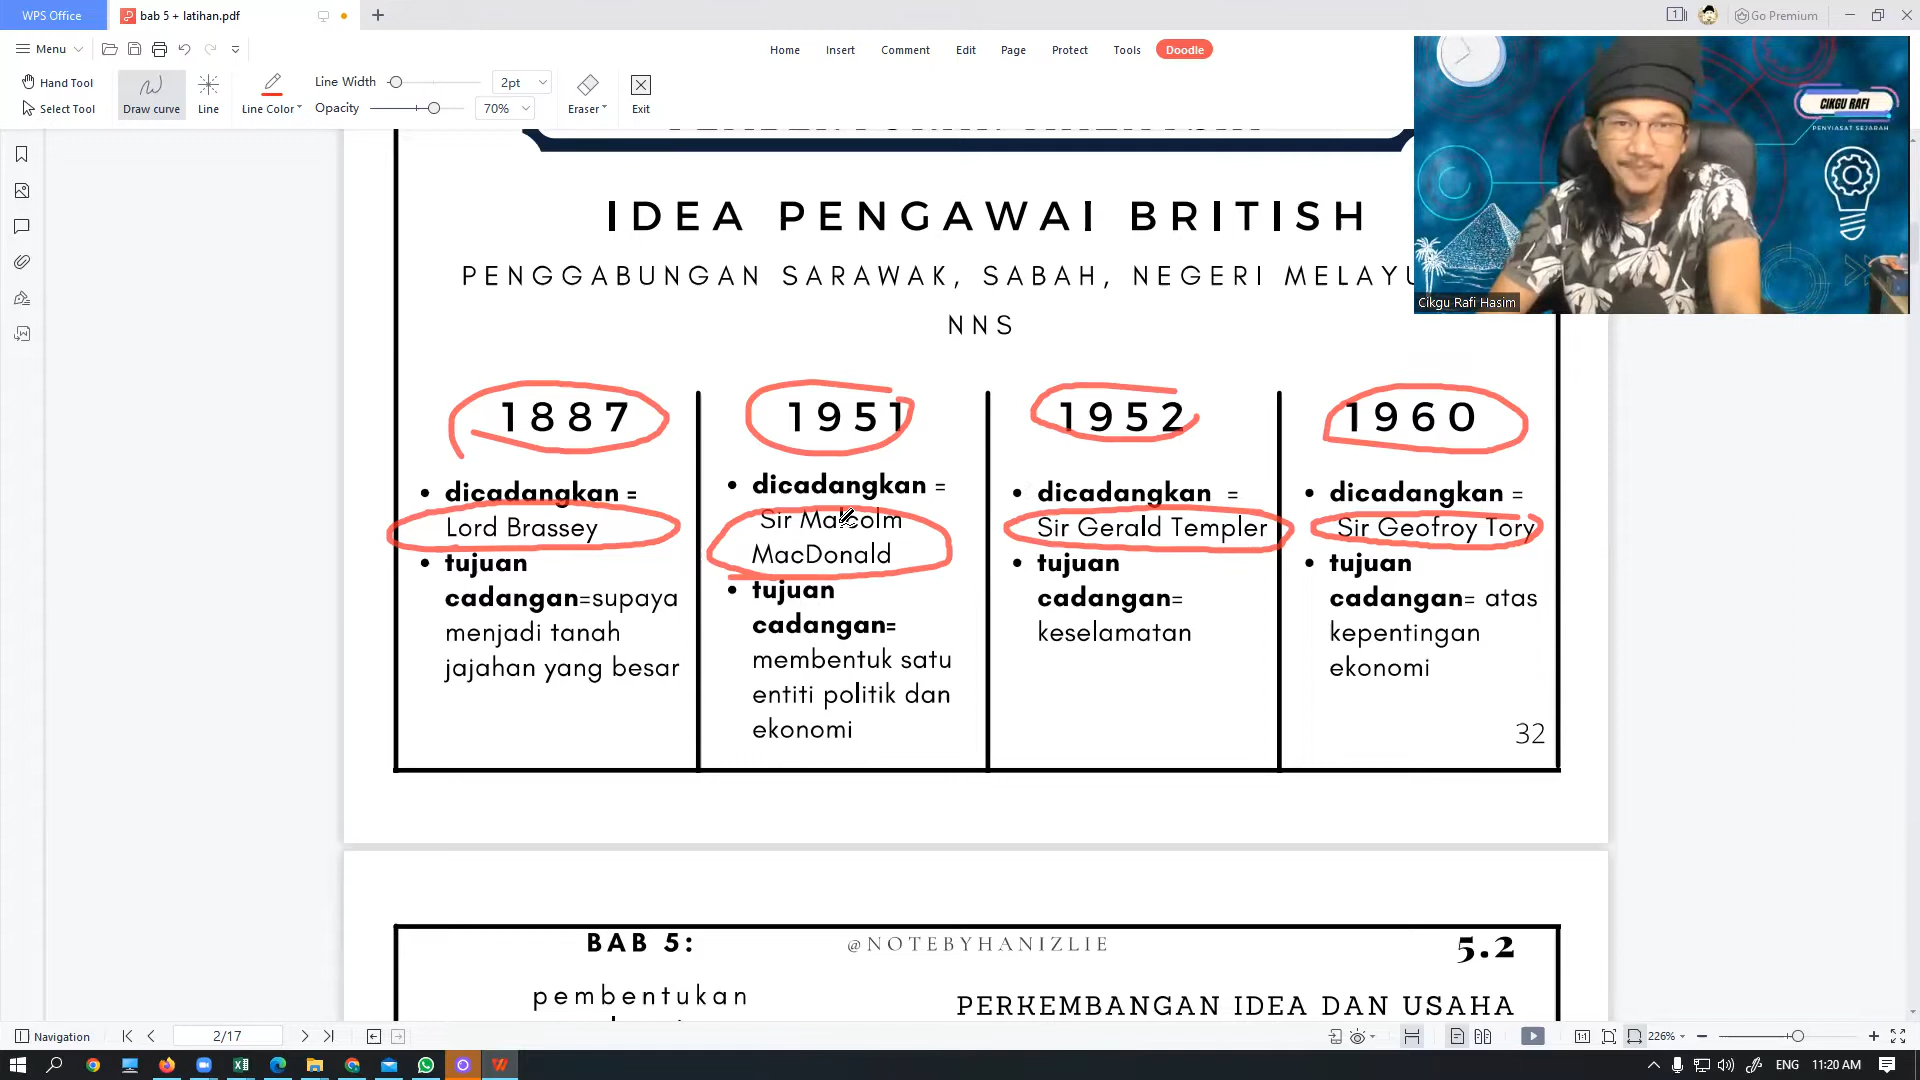 WPS Office
bab 5 + latihan.pdf
1
Go Premium
Menu
Home
Insert
Comment
Edit
Page
Protect
Tools
Doodle
Hand Tool
Select Tool
Draw curve
Line
Line Color
Line Width
2pt
Opacity
70%
Eraser
Exit
CIKGU RAFI
PENYIASAT SEJARAH
Cikgu Rafi Hasim
IDEA PENGAWAI BRITISH
PENGGABUNGAN SARAWAK, SABAH, NEGERI MELAYU
NNS
1887
• dicadangkan =
Lord Brassey
• tujuan
cadangan=supaya
menjadi tanah
jajahan yang besar
1951
• dicadangkan =
Sir Malcolm
MacDonald
• tujuan
cadangan=
membentuk satu
entiti politik dan
ekonomi
1952
• dicadangkan =
Sir Gerald Templer
• tujuan
cadangan=
keselamatan
1960
• dicadangkan =
Sir Geofroy Tory
• tujuan
cadangan= atas
kepentingan
ekonomi
32
BAB 5:
@NOTEBYHANIZLIE
5.2
pembentukan
PERKEMBANGAN IDEA DAN USAHA
Navigation
2/17
226%
ENG
11:20 AM